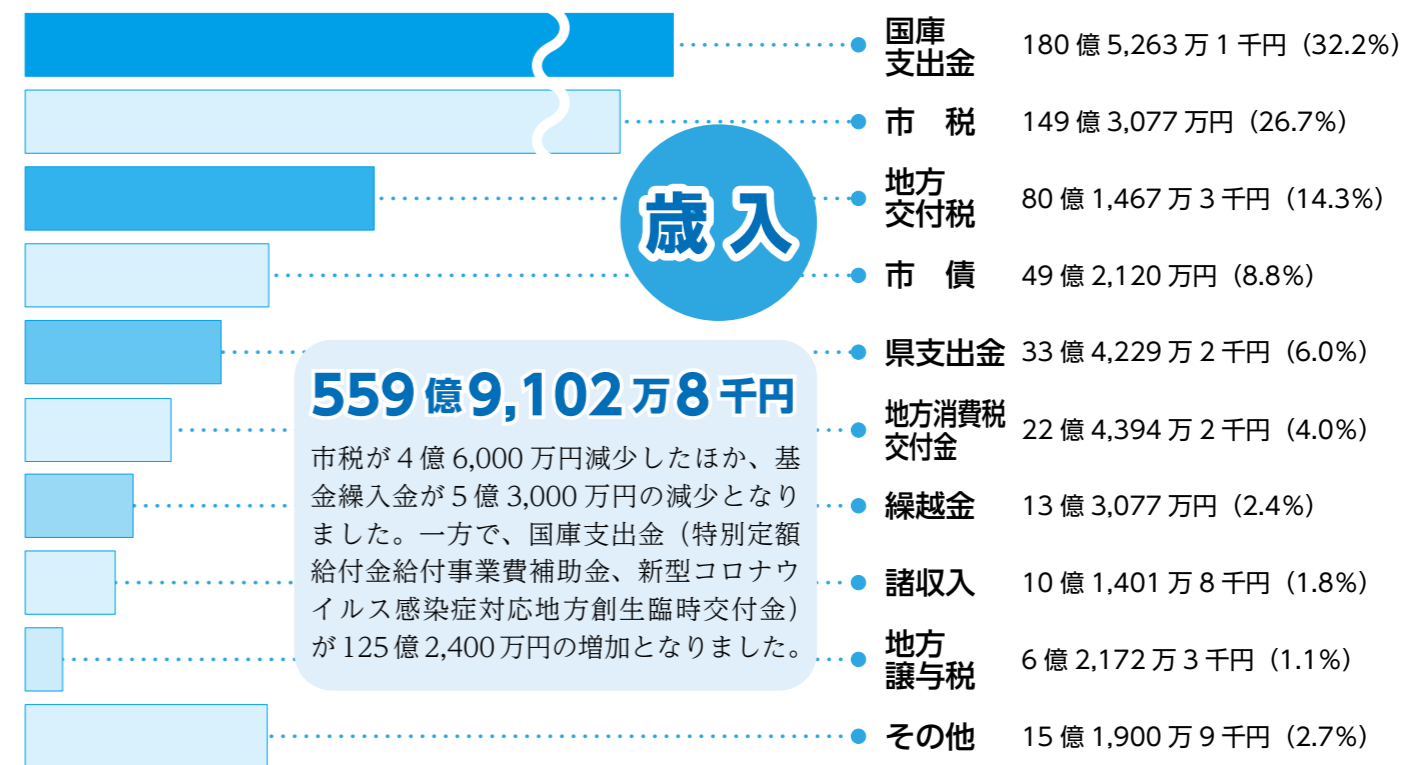 国庫
支出金
180億5,263万1千円（32.2%）
市　税
149億3,077万円（26.7%）
地方
交付税
80億1,467万3千円（14.3%）
歳入
市　債
49億2,120万円（8.8%）
県支出金
33億4,229万2千円（6.0%）
559億9,102万8千円
市税が4億6,000万円減少したほか、基
金繰入金が5億3,000万円の減少となり
ました。一方で、国庫支出金（特別定額
給付金給付事業費補助金、新型コロナウ
イルス感染症対応地方創生臨時交付金）
が125億2,400万円の増加となりました。
地方消費税
交付金
22億4,394万2千円（4.0%）
繰越金
13億3,077万円（2.4%）
諸収入
10億1,401万8千円（1.8%）
地方
譲与税
6億2,172万3千円（1.1%）
その他
15億1,900万9千円（2.7%）